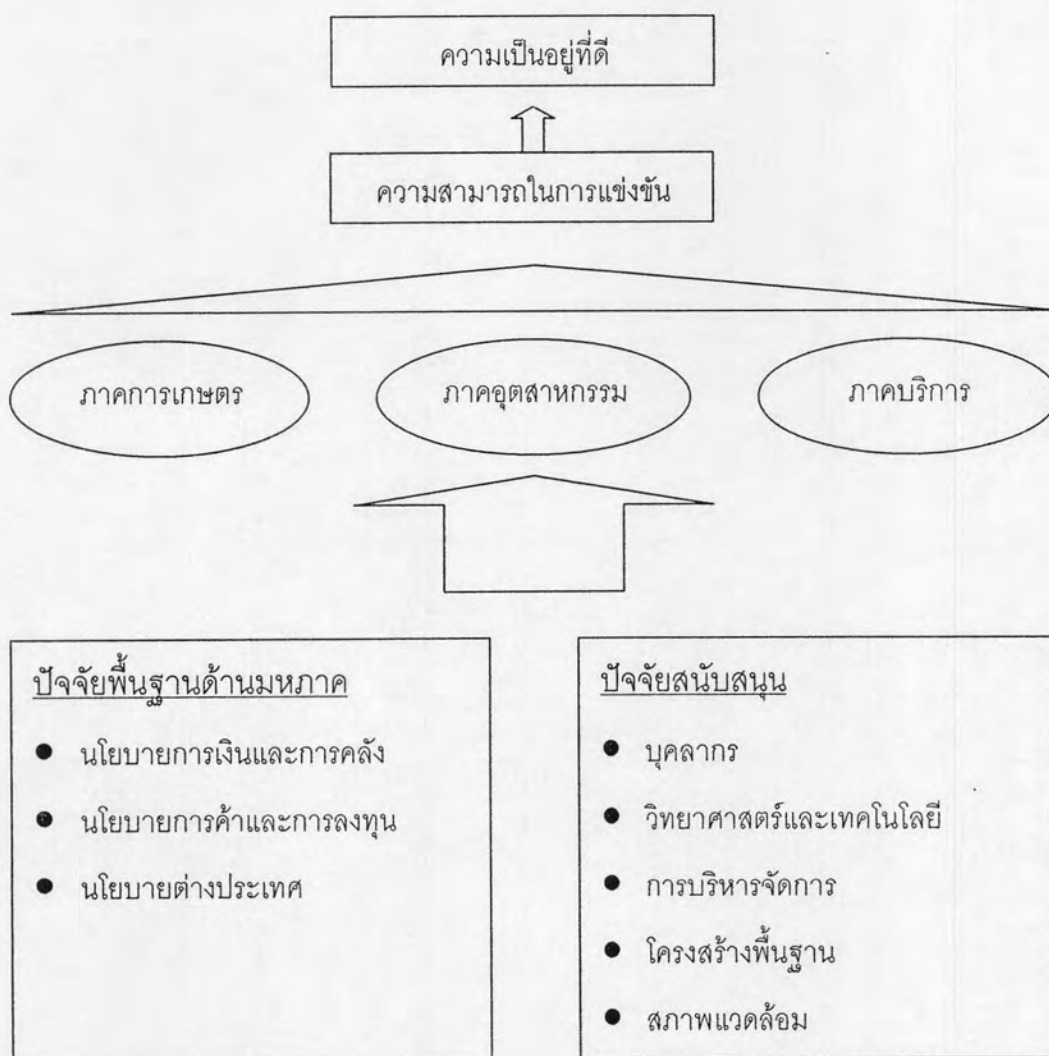 ความเป็นอยู่ที่ดี
ความสามารถในการแข่งขัน
ภาคการเกษตร
ภาคอุตสาหกรรม
ภาคบริการ
ปัจจัยพื้นฐานด้านมหภาค
● นโยบายการเงินและการคลัง
● นโยบายการค้าและการลงทุน
● นโยบายต่างประเทศ
ปัจจัยสนับสนุน
● บุคลากร
● วิทยาศาสตร์และเทคโนโลยี
● การบริหารจัดการ
● โครงสร้างพื้นฐาน
● สภาพแวดล้อม